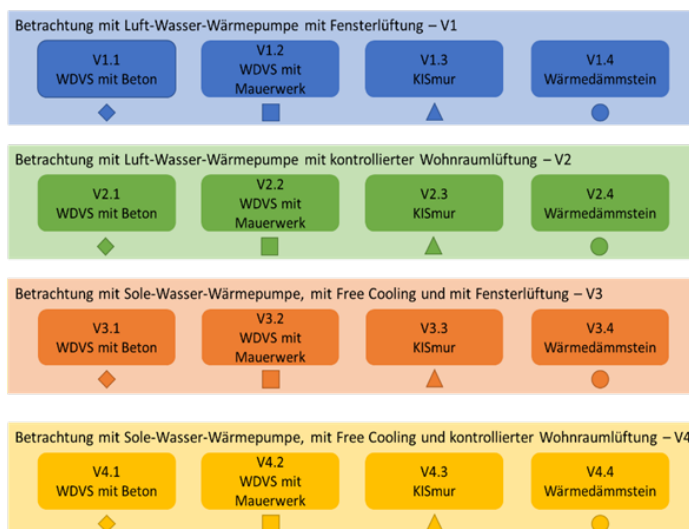 Betrachtung mit Luft-Wasser-Wärmepumpe mit Fensterlüftung – V1
V1.1
WDVS mit Beton
V1.2
WDVS mit
Mauerwerk
V1.3
KISmur
V1.4
Wärmedämmstein
Betrachtung mit Luft-Wasser-Wärmepumpe mit kontrollierter Wohnraumlüftung – V2
V2.1
WDVS mit Beton
V2.2
WDVS mit
Mauerwerk
V2.3
KISmur
V2.4
Wärmedämmstein
Betrachtung mit Sole-Wasser-Wärmepumpe, mit Free Cooling und mit Fensterlüftung – V3
V3.1
WDVS mit Beton
V3.2
WDVS mit
Mauerwerk
V3.3
KISmur
V3.4
Wärmedämmstein
Betrachtung mit Sole-Wasser-Wärmepumpe, mit Free Cooling und kontrollierter Wohnraumlüftung – V4
V4.1
WDVS mit Beton
V4.2
WDVS mit
Mauerwerk
V4.3
KISmur
V4.4
Wärmedämmstein